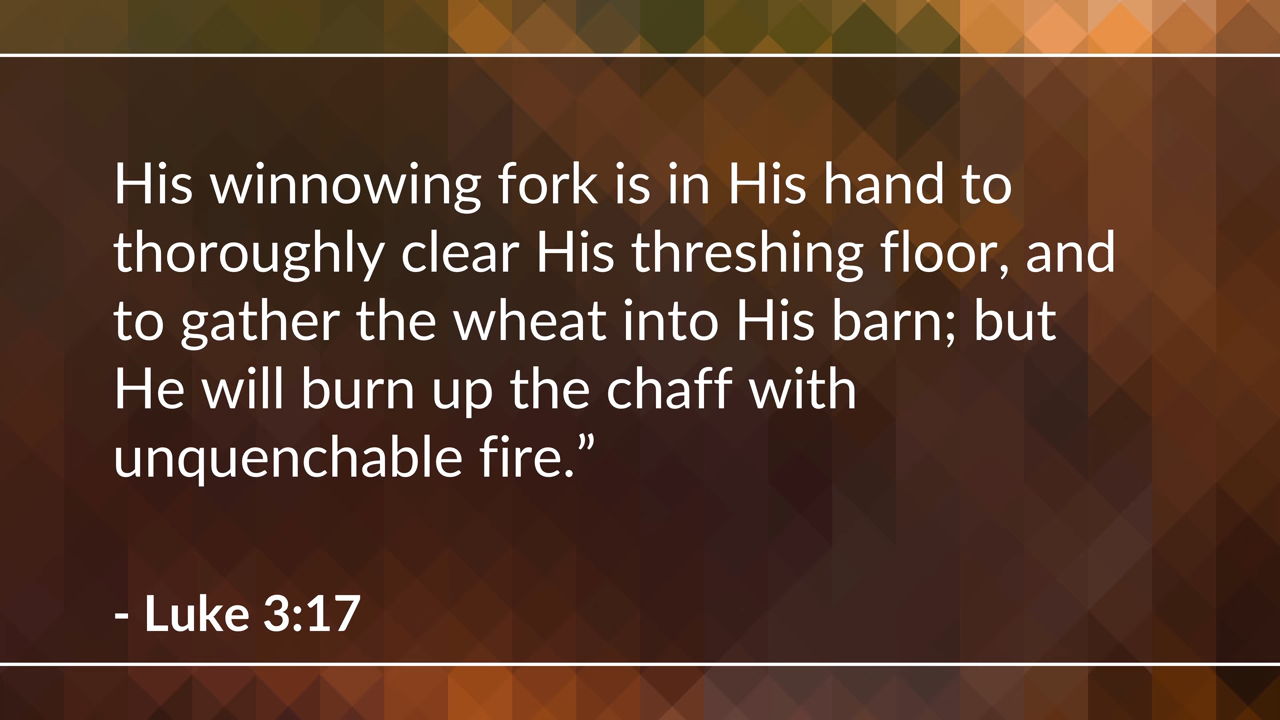 His winnowing fork is in His hand to
thoroughly clear His threshing floor, and
to gather the wheat into His barn; but
He will burn up the chaff with
unquenchable fire.”
- Luke 3:17